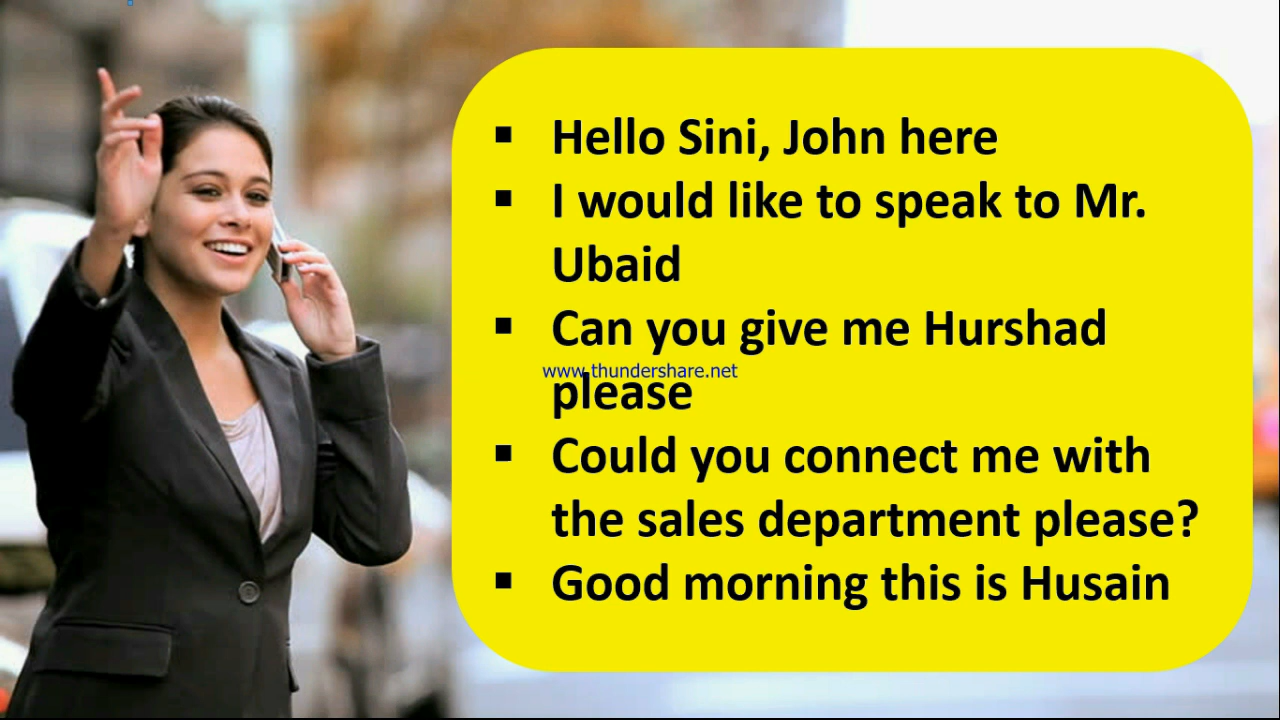 ▪ Hello Sini, John here
▪ I would like to speak to Mr.
Ubaid
▪ Can you give me Hurshad
www.thundershare.net
please
▪ Could you connect me with
the sales department please?
▪ Good morning this is Husain